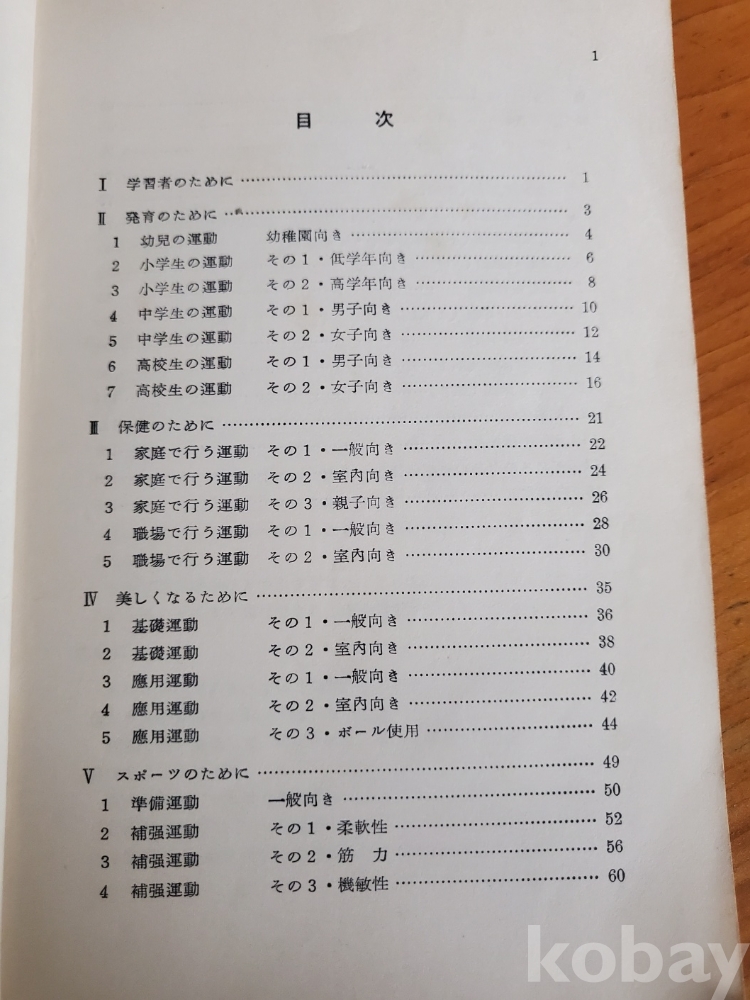 1
目 次
Ⅰ 学習者のために 1
Ⅱ 発育のために 3
1 幼兒の運動 幼稚園向き 4
2 小学生の運動 その1・低学年向き 6
3 小学生の運動 その2・高学年向き 8
4 中学生の運動 その1・男子向き 10
5 中学生の運動 その2・女子向き 12
6 高校生の運動 その1・男子向き 14
7 高校生の運動 その2・女子向き 16
Ⅲ 保健のために 21
1 家庭で行う運動 その1・一般向き 22
2 家庭で行う運動 その2・室內向き 24
3 家庭で行う運動 その3・親子向き 26
4 職場で行う運動 その1・一般向き 28
5 職場で行う運動 その2・室內向き 30
Ⅳ 美しくなるために 35
1 基礎運動 その1・一般向き 36
2 基礎運動 その2・室內向き 38
3 應用運動 その1・一般向き 40
4 應用運動 その2・室內向き 42
5 應用運動 その3・ボール使用 44
Ⅴ スポーツのために 49
1 準備運動 一般向き 50
2 補强運動 その1・柔軟性 52
3 補强運動 その2・筋 力 56
4 補强運動 その3・機敏性 60
kobay